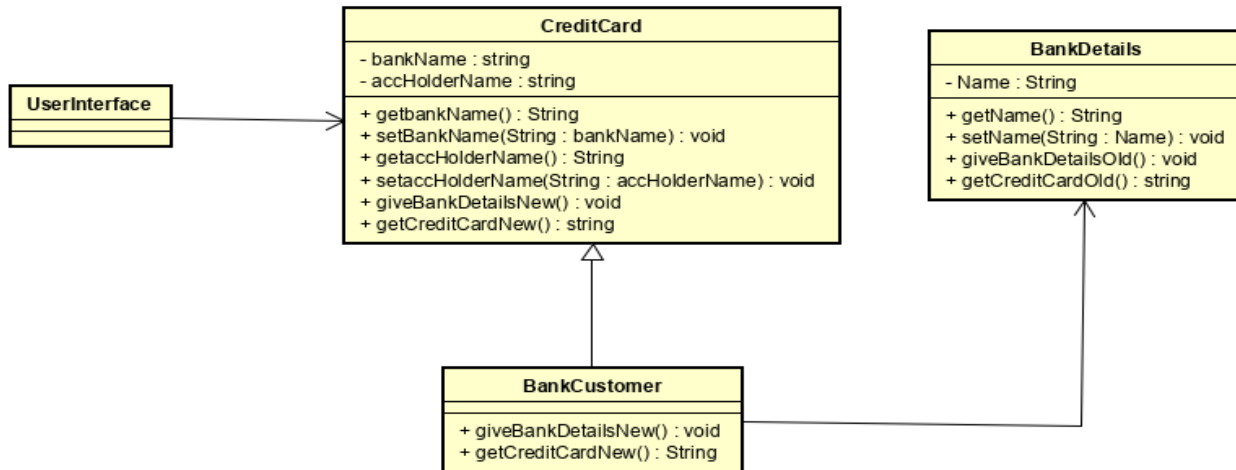 UserInterface
CreditCard
- bankName : string
- accHolderName : string
+ getbankName() : String
+ setBankName(String : bankName) : void
+ getaccHolderName() : String
+ setaccHolderName(String : accHolderName) : void
+ giveBankDetailsNew() : void
+ getCreditCardNew() : string
BankDetails
- Name : String
+ getName() : String
+ setName(String : Name) : void
+ giveBankDetailsOld() : void
+ getCreditCardOld() : string
BankCustomer
+ giveBankDetailsNew() : void
+ getCreditCardNew() : String